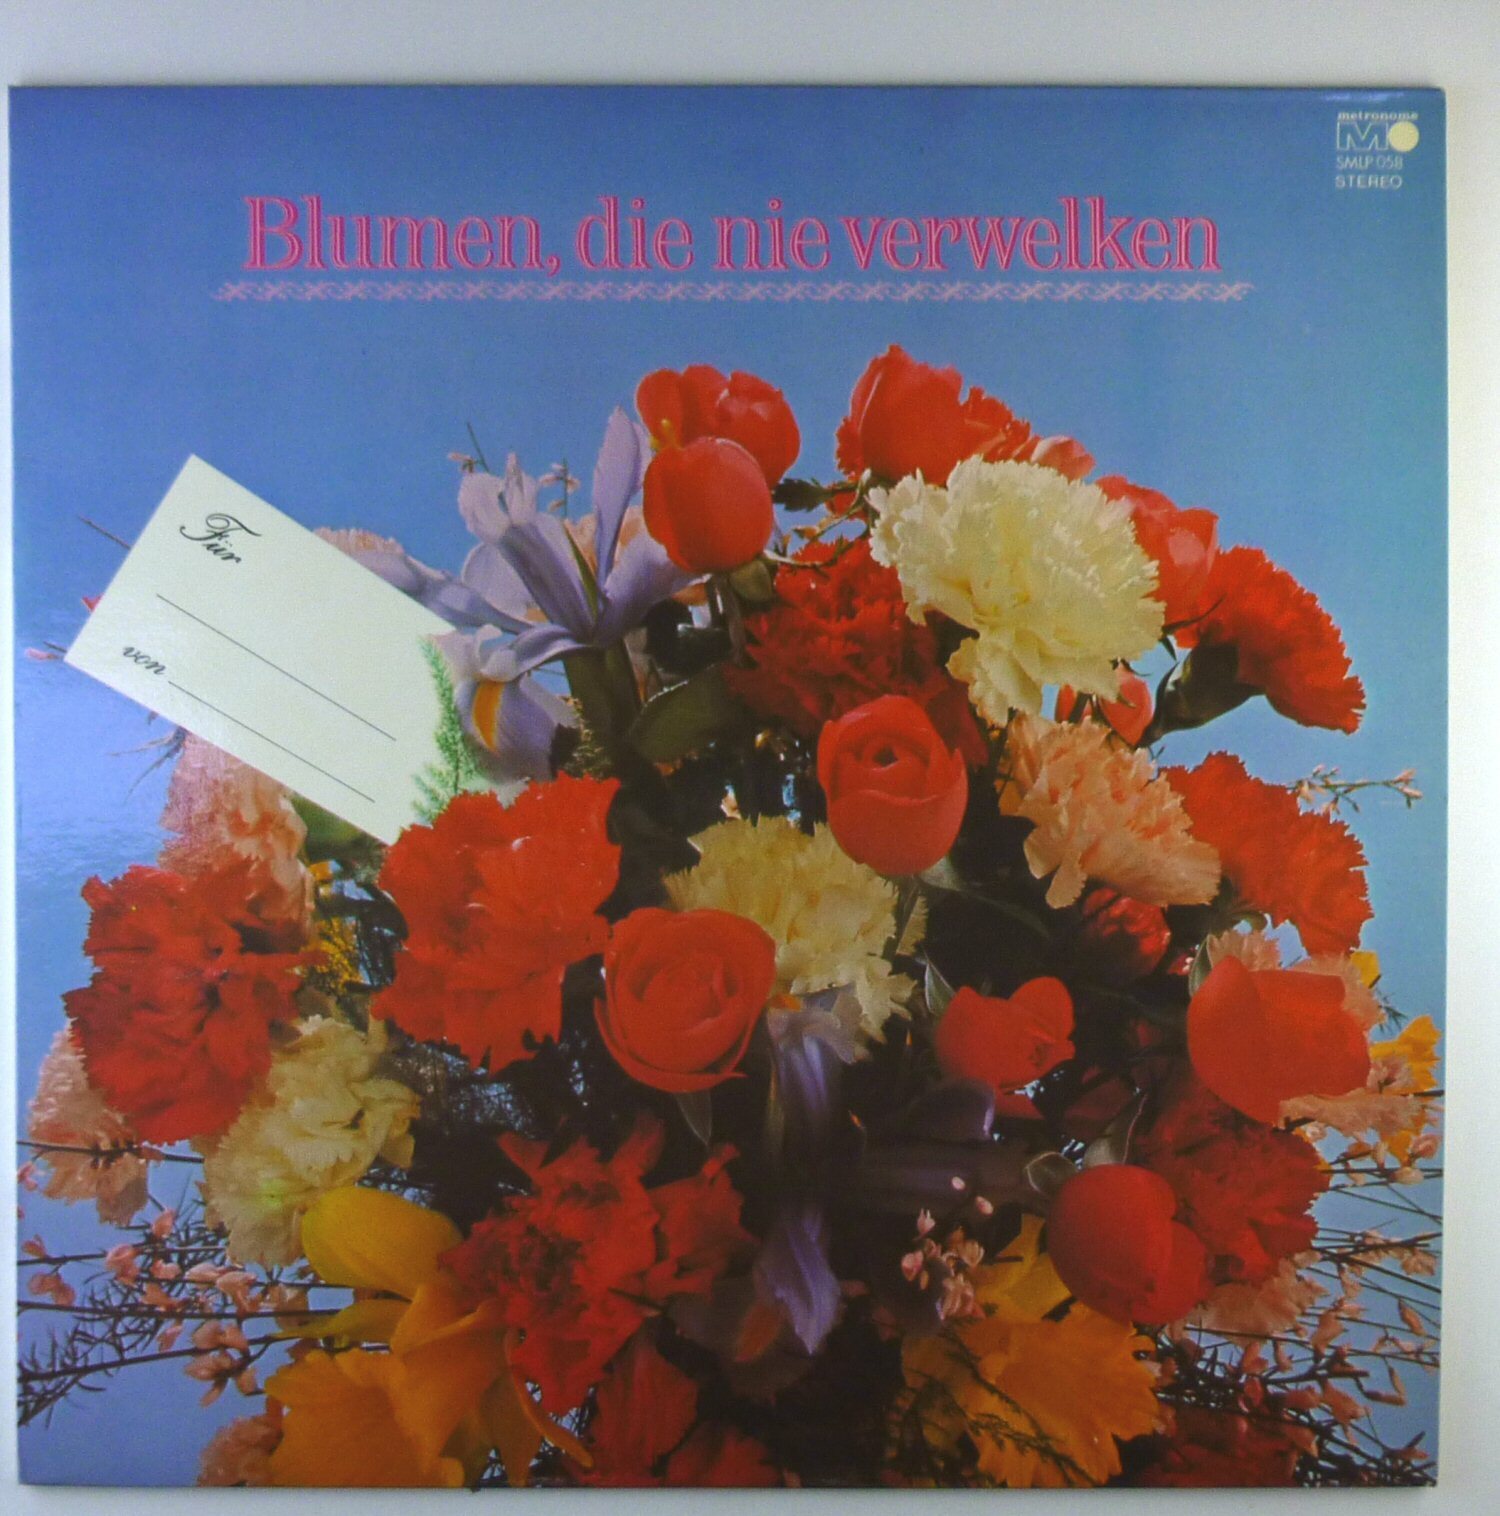 metronome
SMLP 058
STEREO
Blumen, die nie verwelken
Für
von